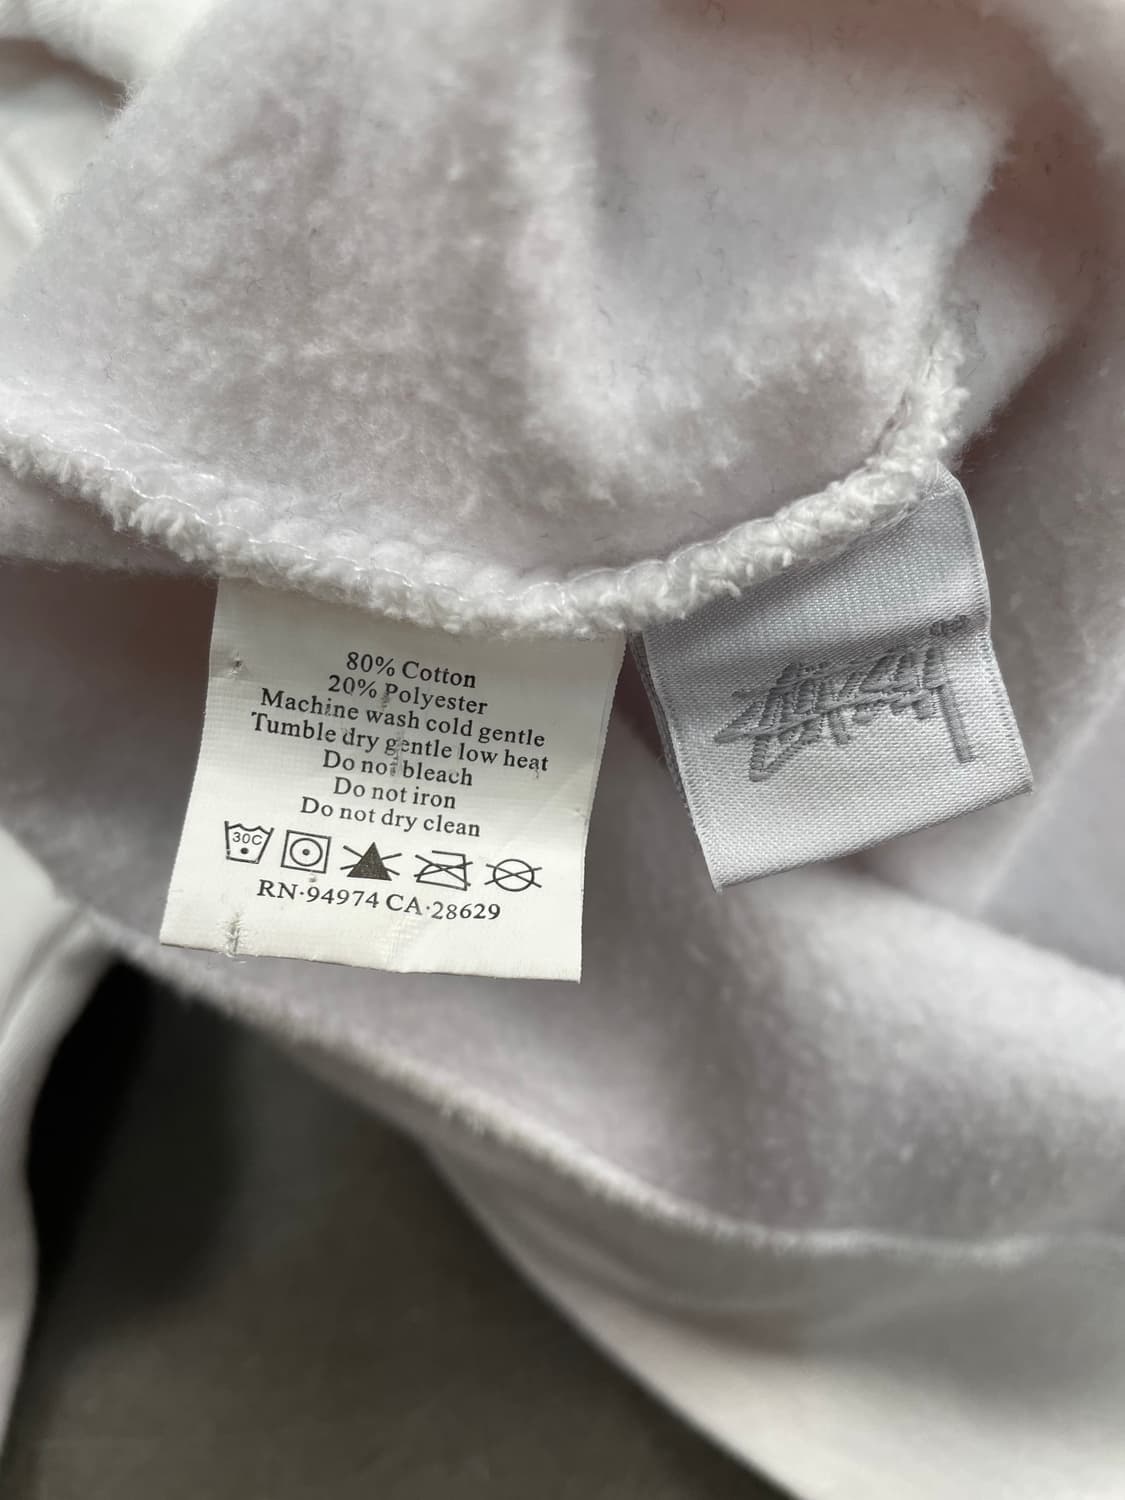 80% Cotton
20% Polyester
Machine wash cold gentle
Tumble dry gentle low heat
Do not bleach
Do not iron
Do not dry clean
30C
RN·94974 CA·28629